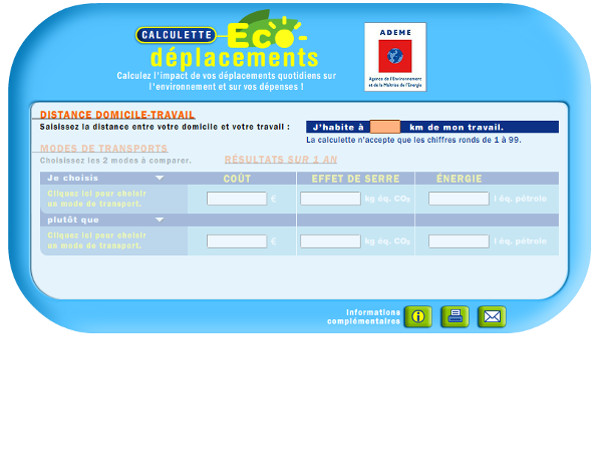 CALCULETTE
Eco-
déplacements
Calculez l'impact de vos déplacements quotidiens sur
l'environnement et sur vos dépenses !
ADEME
Agence de l'Environnement
et de la Maîtrise de l'Energie
DISTANCE DOMICILE-TRAVAIL
Saisissez la distance entre votre domicile et votre travail :
J'habite à km de mon travail.
La calculette n'accepte que les chiffres ronds de 1 à 99.
MODES DE TRANSPORTS
Choisissez les 2 modes à comparer.
RÉSULTATS SUR 1 AN
Je choisis COÛT EFFET DE SERRE ÉNERGIE
Cliquez ici pour choisir
un mode de transport.
€ kg éq. CO₂ l éq. pétrole
plutôt que
Cliquez ici pour choisir
un mode de transport.
€ kg éq. CO₂ l éq. pétrole
Informations
complémentaires